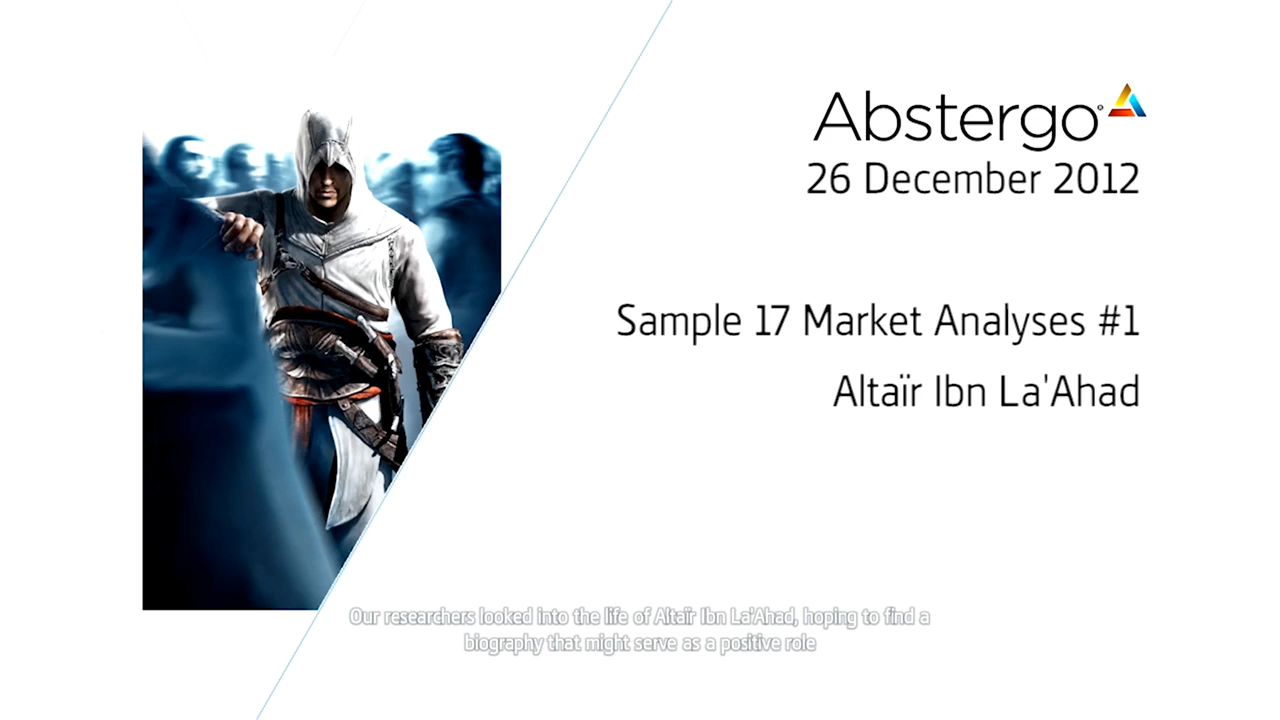 Abstergo®
26 December 2012
Sample 17 Market Analyses #1
Altaïr Ibn La'Ahad
Our researchers looked into the life of Altaïr Ibn La'Ahad, hoping to find a
biography that might serve as a positive role